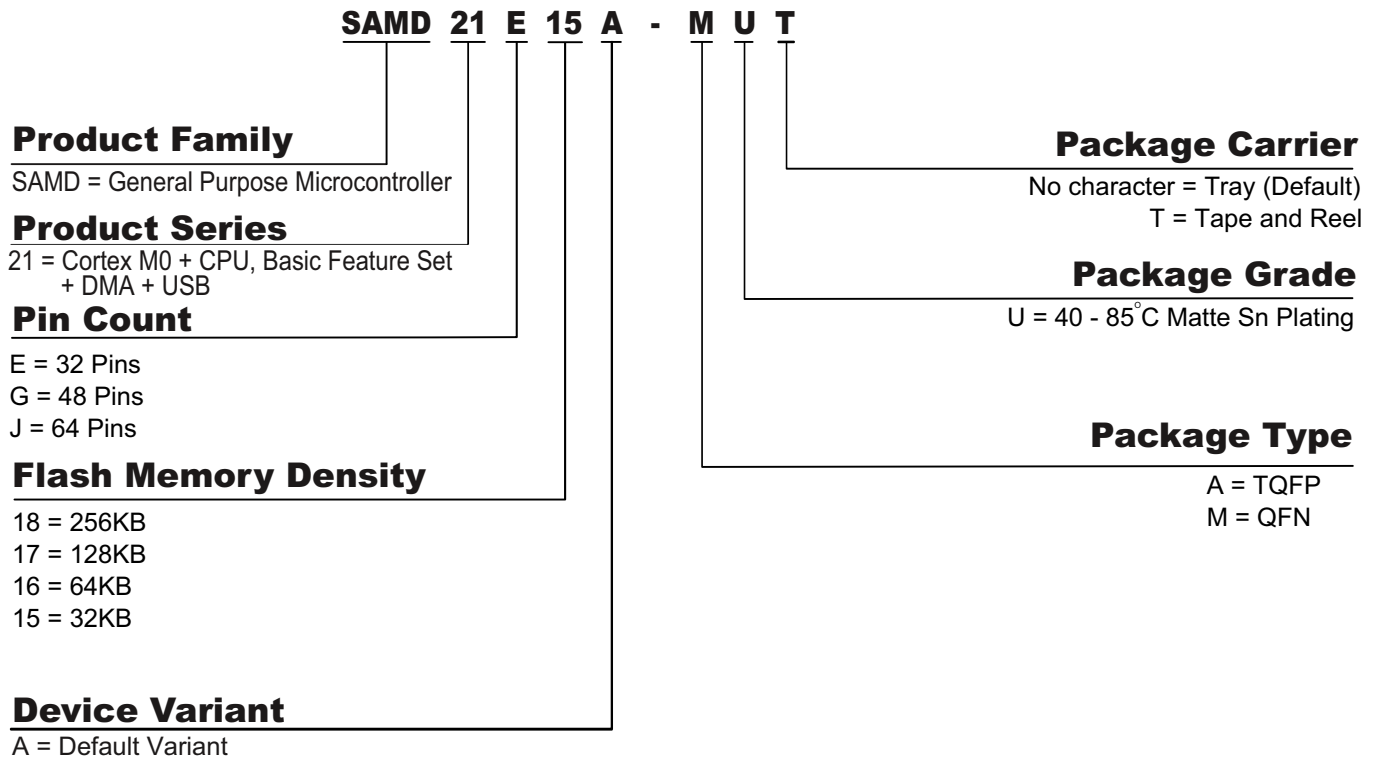 SAMD 21 E 15 A - M U T
Product Family
SAMD = General Purpose Microcontroller
Product Series
21 = Cortex M0 + CPU, Basic Feature Set
+ DMA + USB
Pin Count
E = 32 Pins
G = 48 Pins
J = 64 Pins
Flash Memory Density
18 = 256KB
17 = 128KB
16 = 64KB
15 = 32KB
Device Variant
A = Default Variant
Package Carrier
No character = Tray (Default)
T = Tape and Reel
Package Grade
U = 40 - 85°C Matte Sn Plating
Package Type
A = TQFP
M = QFN